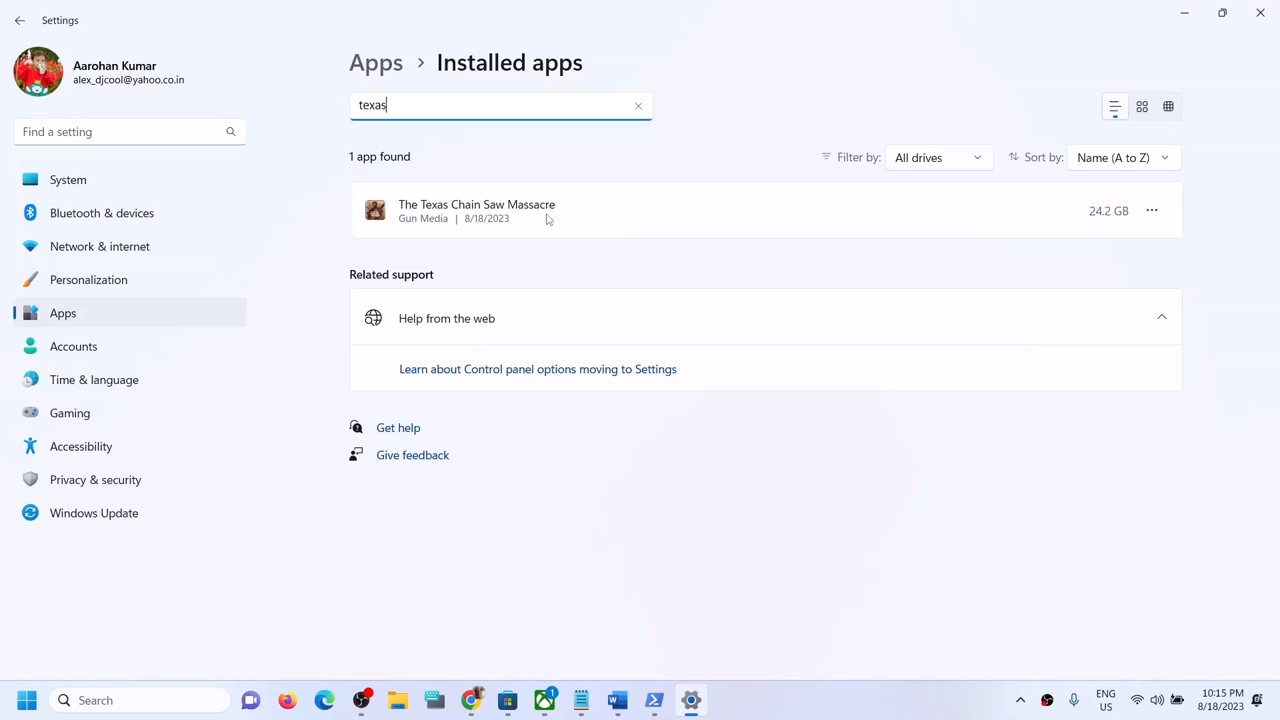 Settings
Aarohan Kumar
alex_djcool@yahoo.co.in
Find a setting
System
Bluetooth & devices
Network & internet
Personalization
Apps
Accounts
Time & language
Gaming
Accessibility
Privacy & security
Windows Update
Apps > Installed apps
texas
1 app found
Filter by: All drives
Sort by: Name (A to Z)
The Texas Chain Saw Massacre
Gun Media | 8/18/2023
24.2 GB
Related support
Help from the web
Learn about Control panel options moving to Settings
Get help
Give feedback
Search
1
ENG
US
10:15 PM
8/18/2023